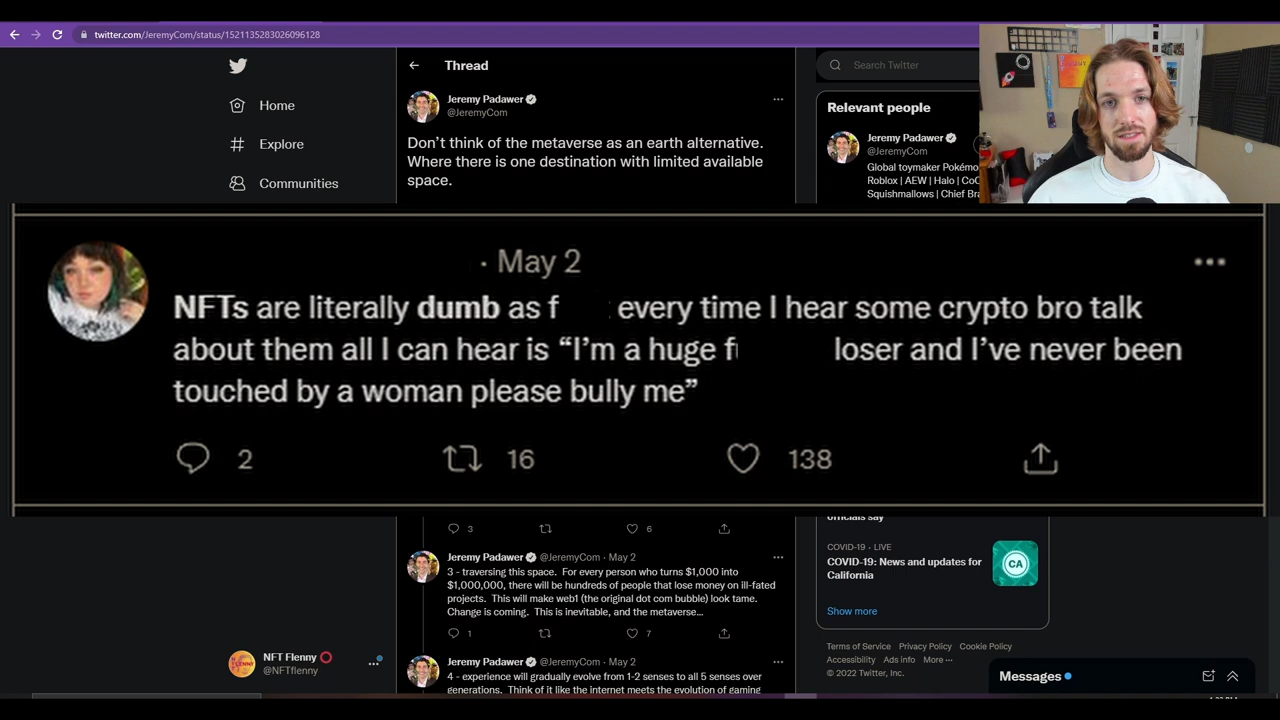 twitter.com/JeremyCom/status/1521135283026096128
Home
Explore
Communities
Thread
Jeremy Padawer
@JeremyCom
Don't think of the metaverse as an earth alternative.
Where there is one destination with limited available
space.
Search Twitter
Relevant people
Jeremy Padawer
@JeremyCom
Global toymaker Pokémo
Roblox | AEW | Halo | CoC
Squishmallows | Chief Bra
· May 2
NFTs are literally dumb as f every time I hear some crypto bro talk
about them all I can hear is “I'm a huge fu loser and I've never been
touched by a woman please bully me”
2 16 138
3 6
Jeremy Padawer @JeremyCom · May 2
3 - traversing this space. For every person who turns $1,000 into
$1,000,000, there will be hundreds of people that lose money on ill-fated
projects. This will make web1 (the original dot com bubble) look tame.
Change is coming. This is inevitable, and the metaverse...
1 7
Jeremy Padawer @JeremyCom · May 2
4 - experience will gradually evolve from 1-2 senses to all 5 senses over
generations. Think of it like the internet meets the evolution of gaming
officials say
COVID-19 · LIVE
COVID-19: News and updates for
California
CA
Show more
Terms of Service Privacy Policy Cookie Policy
Accessibility Ads info More ...
© 2022 Twitter, Inc.
NFT Flenny
@NFTflenny
Messages